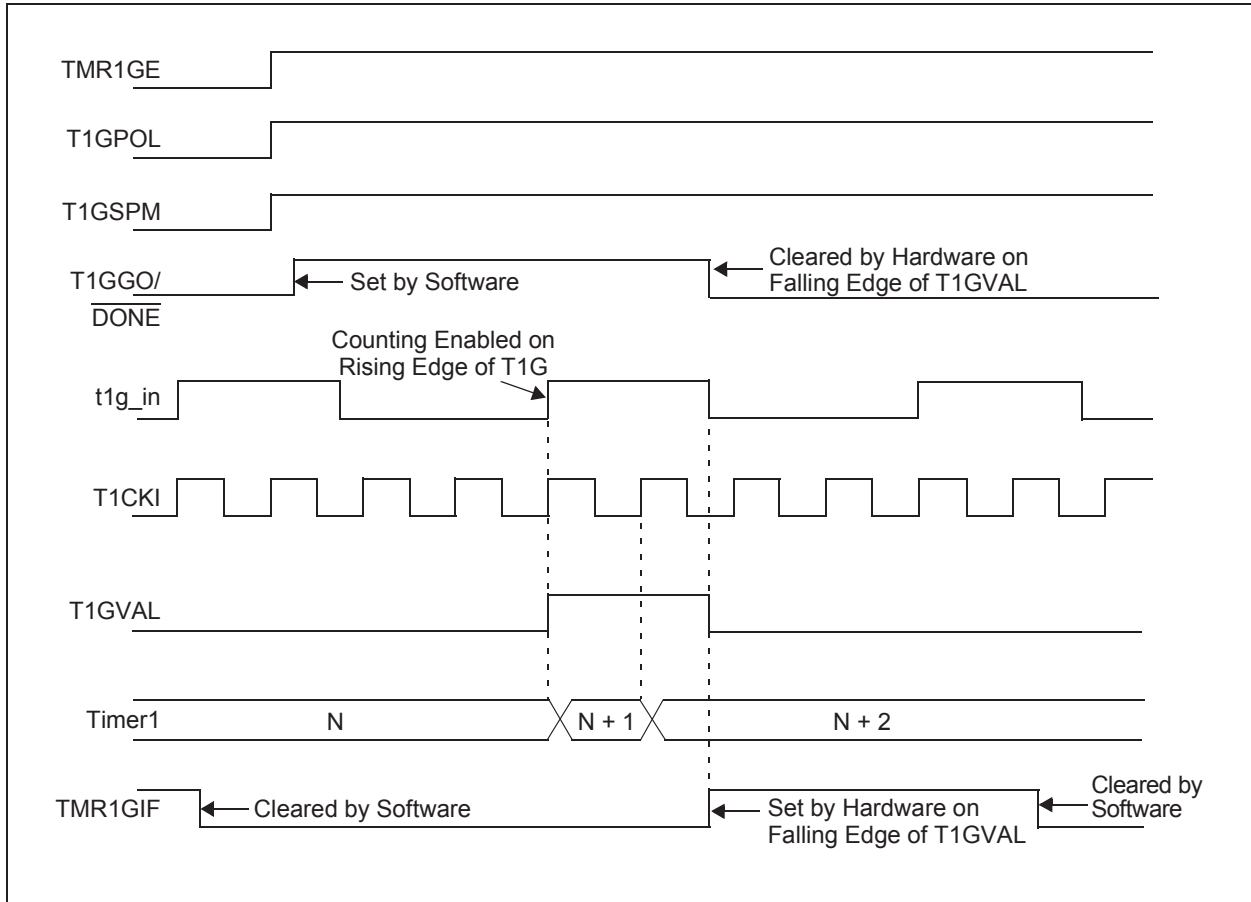 TMR1GE
T1GPOL
T1GSPM
T1GGO/
DONE
Set by Software
Cleared by Hardware on
Falling Edge of T1GVAL
Counting Enabled on
Rising Edge of T1G
t1g_in
T1CKI
T1GVAL
Timer1
N
N + 1
N + 2
TMR1GIF
Cleared by Software
Set by Hardware on
Falling Edge of T1GVAL
Cleared by
Software